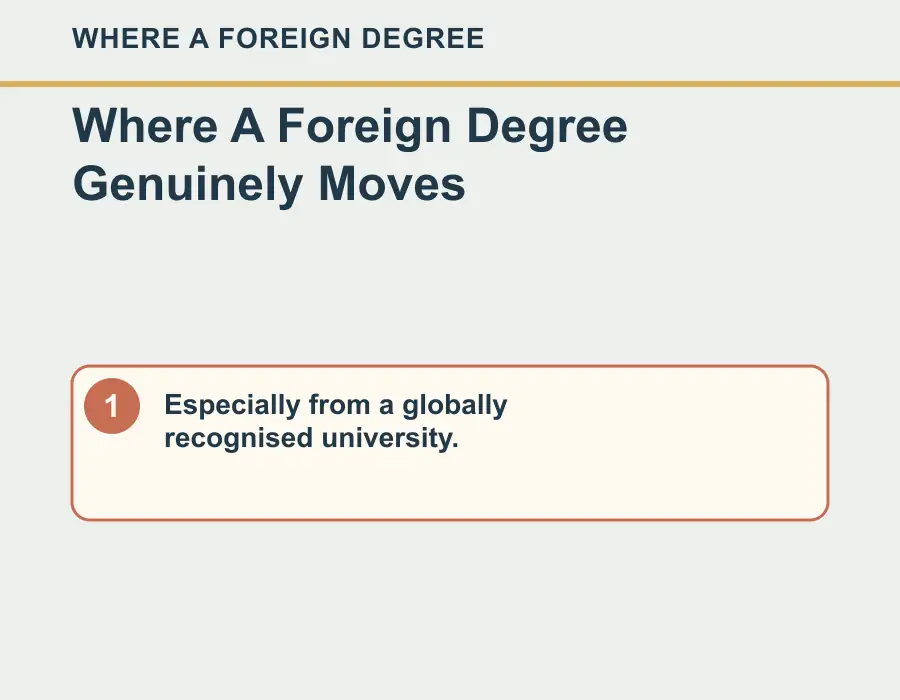 WHERE A FOREIGN DEGREE
Where A Foreign Degree
Genuinely Moves
1
Especially from a globally
recognised university.